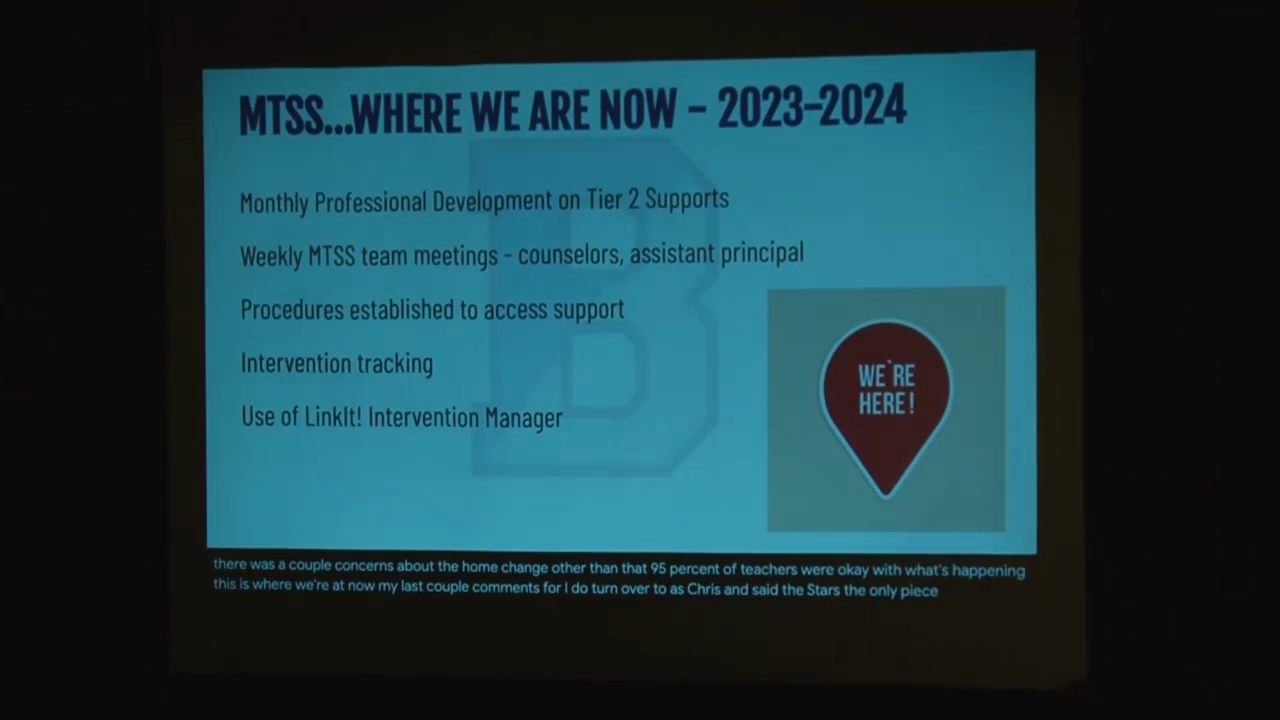 MTSS...WHERE WE ARE NOW - 2023-2024
Monthly Professional Development on Tier 2 Supports
Weekly MTSS team meetings - counselors, assistant principal
Procedures established to access support
Intervention tracking
Use of LinkIt! Intervention Manager
B
WE`RE
HERE!
there was a couple concerns about the home change other than that 95 percent of teachers were okay with what's happening
this is where we're at now my last couple comments for I do turn over to as Chris and said the Stars the only piece